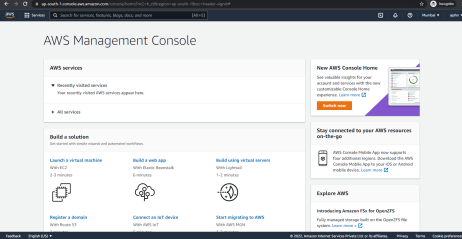 ap-south-1.console.aws.amazon.com
Incognito
aws
Services
Search for services, features, blogs, docs, and more
[Alt+S]
Mumbai
AWS Management Console
AWS services
Recently visited services
Your recently visited AWS services appear here.
All services
Build a solution
Get started with simple wizards and automated workflows.
Launch a virtual machine
With EC2
2-3 minutes
Build a web app
With Elastic Beanstalk
6 minutes
Build using virtual servers
With Lightsail
1-2 minutes
Register a domain
With Route 53
Connect an IoT device
With AWS IoT
Start migrating to AWS
With AWS MGN
New AWS Console Home
See valuable insights for your
account and services with the new
customizable Console Home
experience. Learn more
Switch now
Stay connected to your AWS resources
on-the-go
AWS Console Mobile App now supports
four additional regions. Download the AWS
Console Mobile App to your iOS or Android
mobile device. Learn more
Explore AWS
Introducing Amazon FSx for OpenZFS
Fully managed storage built on the OpenZFS file
system. Learn more
Feedback
English (US)
© 2022, Amazon Internet Services Private Ltd. or its affiliates.
Privacy
Terms
Cookie preferences